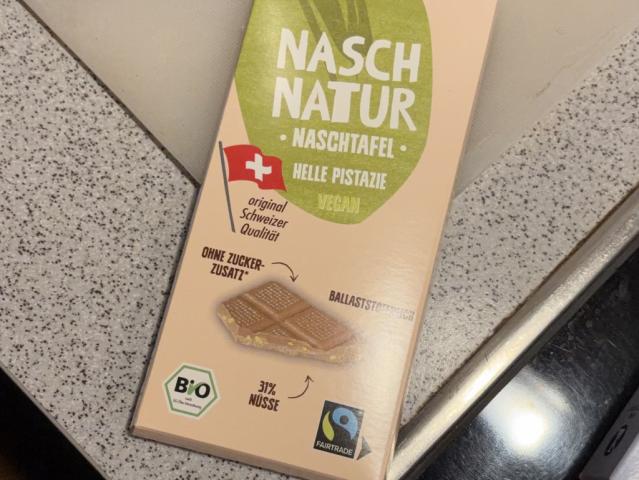 NASCH
NATUR
• NASCHTAFEL •
HELLE PISTAZIE
VEGAN
original
Schweizer
Qualität
OHNE ZUCKER-
ZUSATZ*
BALLASTSTOFFREICH
31%
NÜSSE
BIO
FAIRTRADE